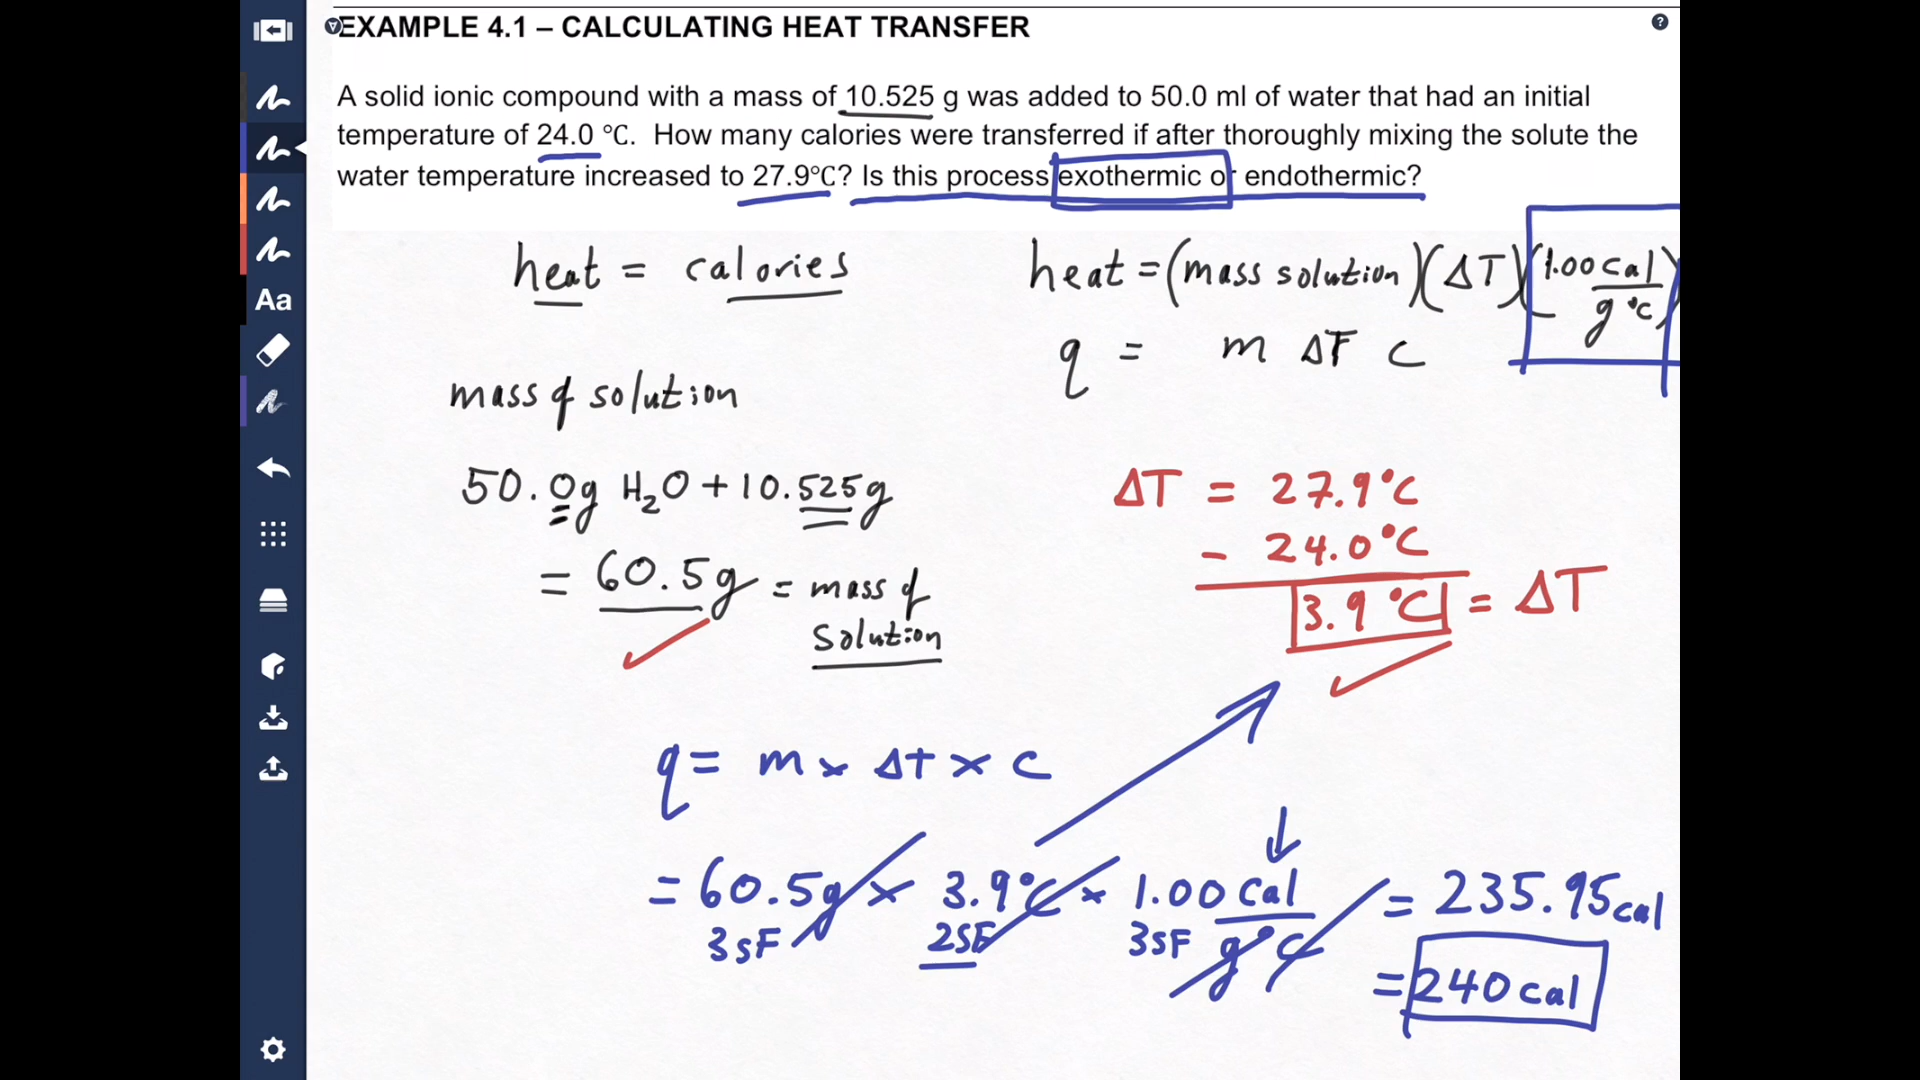 EXAMPLE 4.1 – CALCULATING HEAT TRANSFER
A solid ionic compound with a mass of 10.525 g was added to 50.0 ml of water that had an initial
temperature of 24.0 °C. How many calories were transferred if after thoroughly mixing the solute the
water temperature increased to 27.9°C? Is this process exothermic or endothermic?
heat = calories
heat = (mass solution)(ΔT)(1.00 cal / g °C)
q = m ΔT C
mass of solution
50.0g H₂O + 10.525g
= 60.5g = mass of
solution
ΔT = 27.9°C
- 24.0°C
3.9 °C = ΔT
q = m × Δt × C
= 60.5g × 3.9°C × 1.00 cal / g °C = 235.95 cal
3SF 2SF 3SF
= 240 cal
Aa